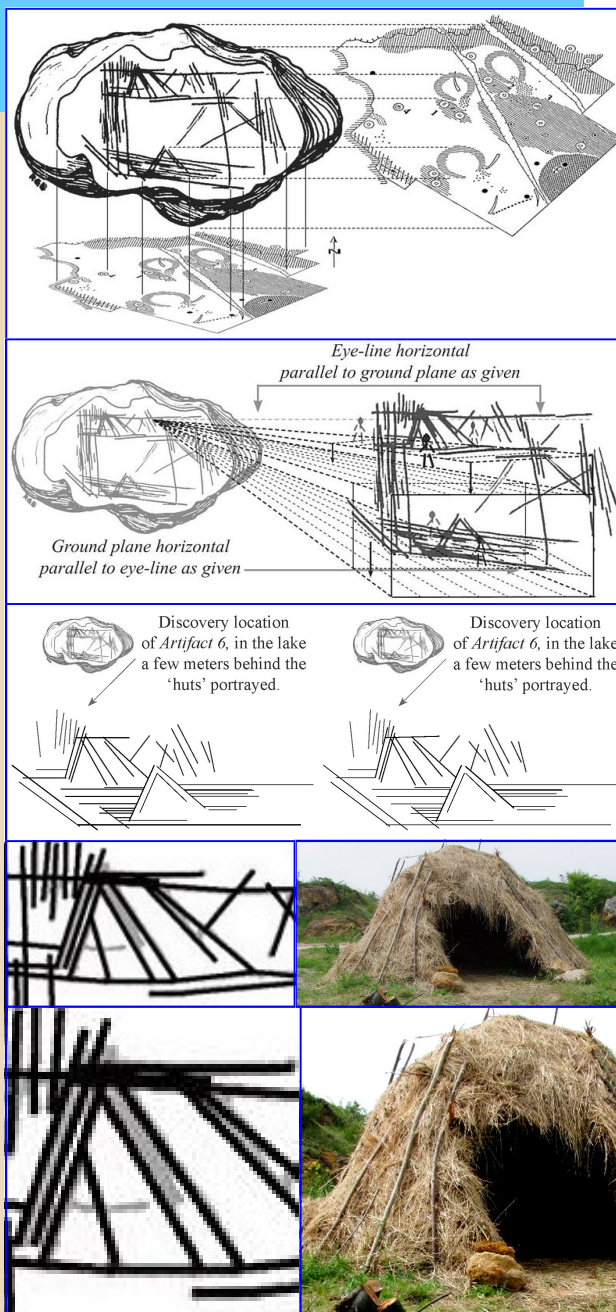 N
Eye-line horizontal
parallel to ground plane as given
Ground plane horizontal
parallel to eye-line as given
Discovery location
of Artifact 6, in the lake
a few meters behind the
‘huts’ portrayed.
Discovery location
of Artifact 6, in the lake
a few meters behind the
‘huts’ portrayed.